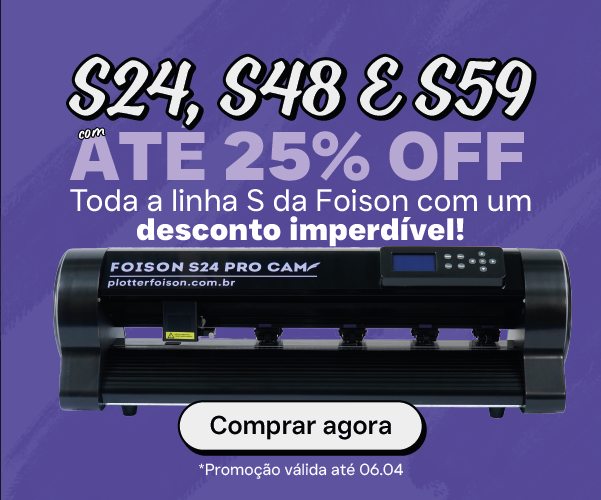 S24, S48 E S59
com
ATÉ 25% OFF
Toda a linha S da Foison com um
desconto imperdível!
FOISON S24 PRO CAM
plotterfoison.com.br
Comprar agora
*Promoção válida até 06.04